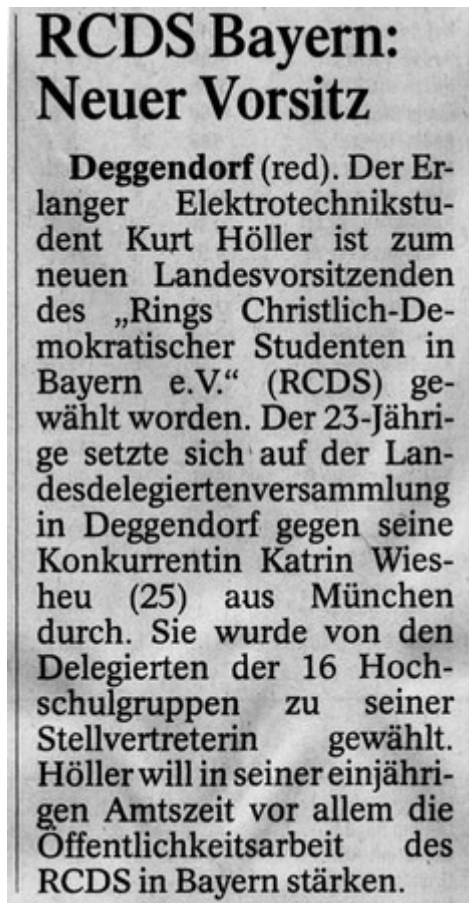 RCDS Bayern:
Neuer Vorsitz
Deggendorf (red). Der Er-
langer Elektrotechnikstu-
dent Kurt Höller ist zum
neuen Landesvorsitzenden
des „Rings Christlich-De-
mokratischer Studenten in
Bayern e.V.“ (RCDS) ge-
wählt worden. Der 23-Jähri-
ge setzte sich auf der Lan-
desdelegiertenversammlung
in Deggendorf gegen seine
Konkurrentin Katrin Wies-
heu (25) aus München
durch. Sie wurde von den
Delegierten der 16 Hoch-
schulgruppen zu seiner
Stellvertreterin gewählt.
Höller will in seiner einjähri-
gen Amtszeit vor allem die
Öffentlichkeitsarbeit des
RCDS in Bayern stärken.